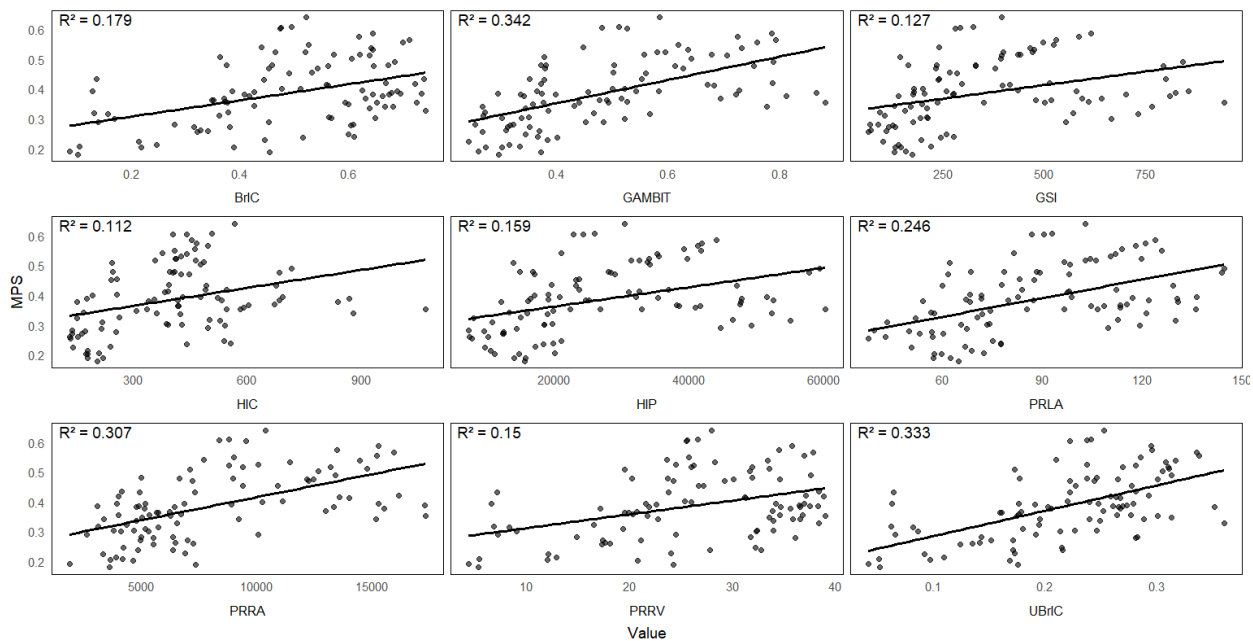 R² = 0.179 R² = 0.342 R² = 0.127
0.6
0.5
0.4
0.3
0.2
0.2 0.4 0.6 0.4 0.6 0.8 250 500 750
BrIC GAMBIT GSI
R² = 0.112 R² = 0.159 R² = 0.246
0.6
0.5
0.4
0.3
0.2
MPS
300 600 900 20000 40000 60000 60 90 120 150
HIC HIP PRLA
R² = 0.307 R² = 0.15 R² = 0.333
0.6
0.5
0.4
0.3
0.2
5000 10000 15000 10 20 30 40 0.1 0.2 0.3
PRRA PRRV UBrIC
Value